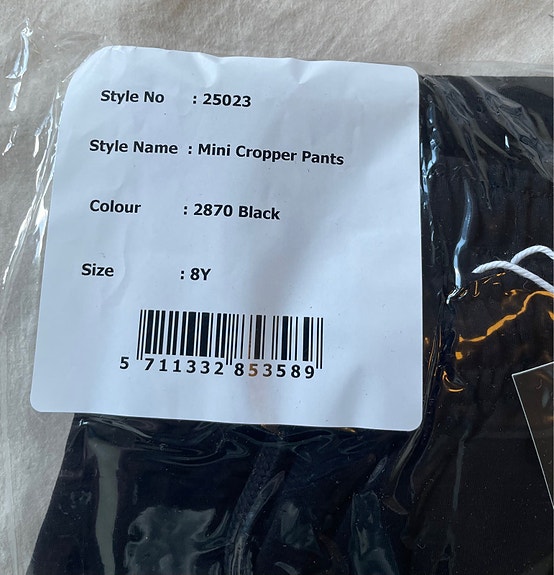 Style No : 25023
Style Name : Mini Cropper Pants
Colour : 2870 Black
Size : 8Y
5 711332 853589